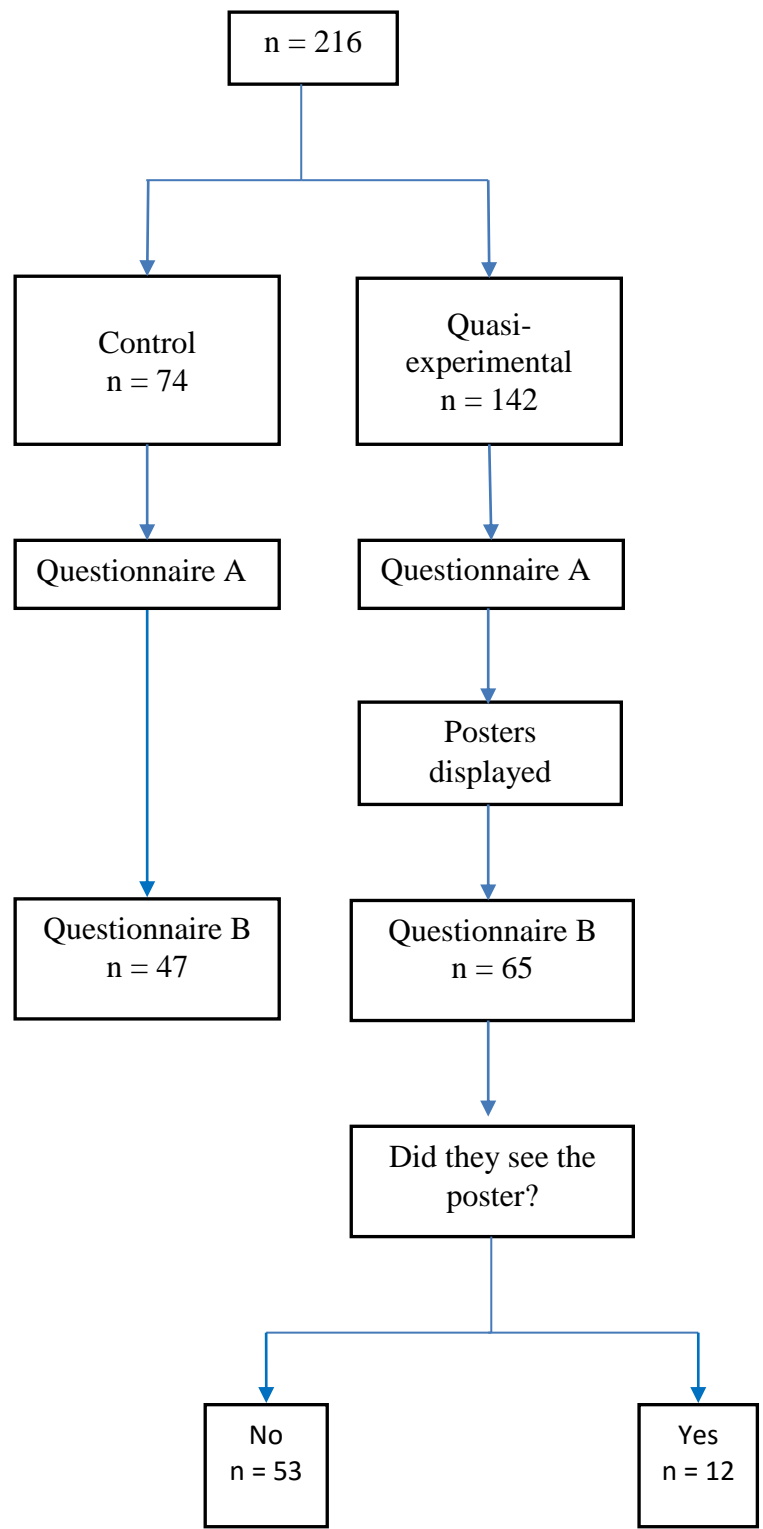 n = 216
Control
n = 74
Quasi-
experimental
n = 142
Questionnaire A
Questionnaire A
Posters
displayed
Questionnaire B
n = 47
Questionnaire B
n = 65
Did they see the
poster?
No
n = 53
Yes
n = 12